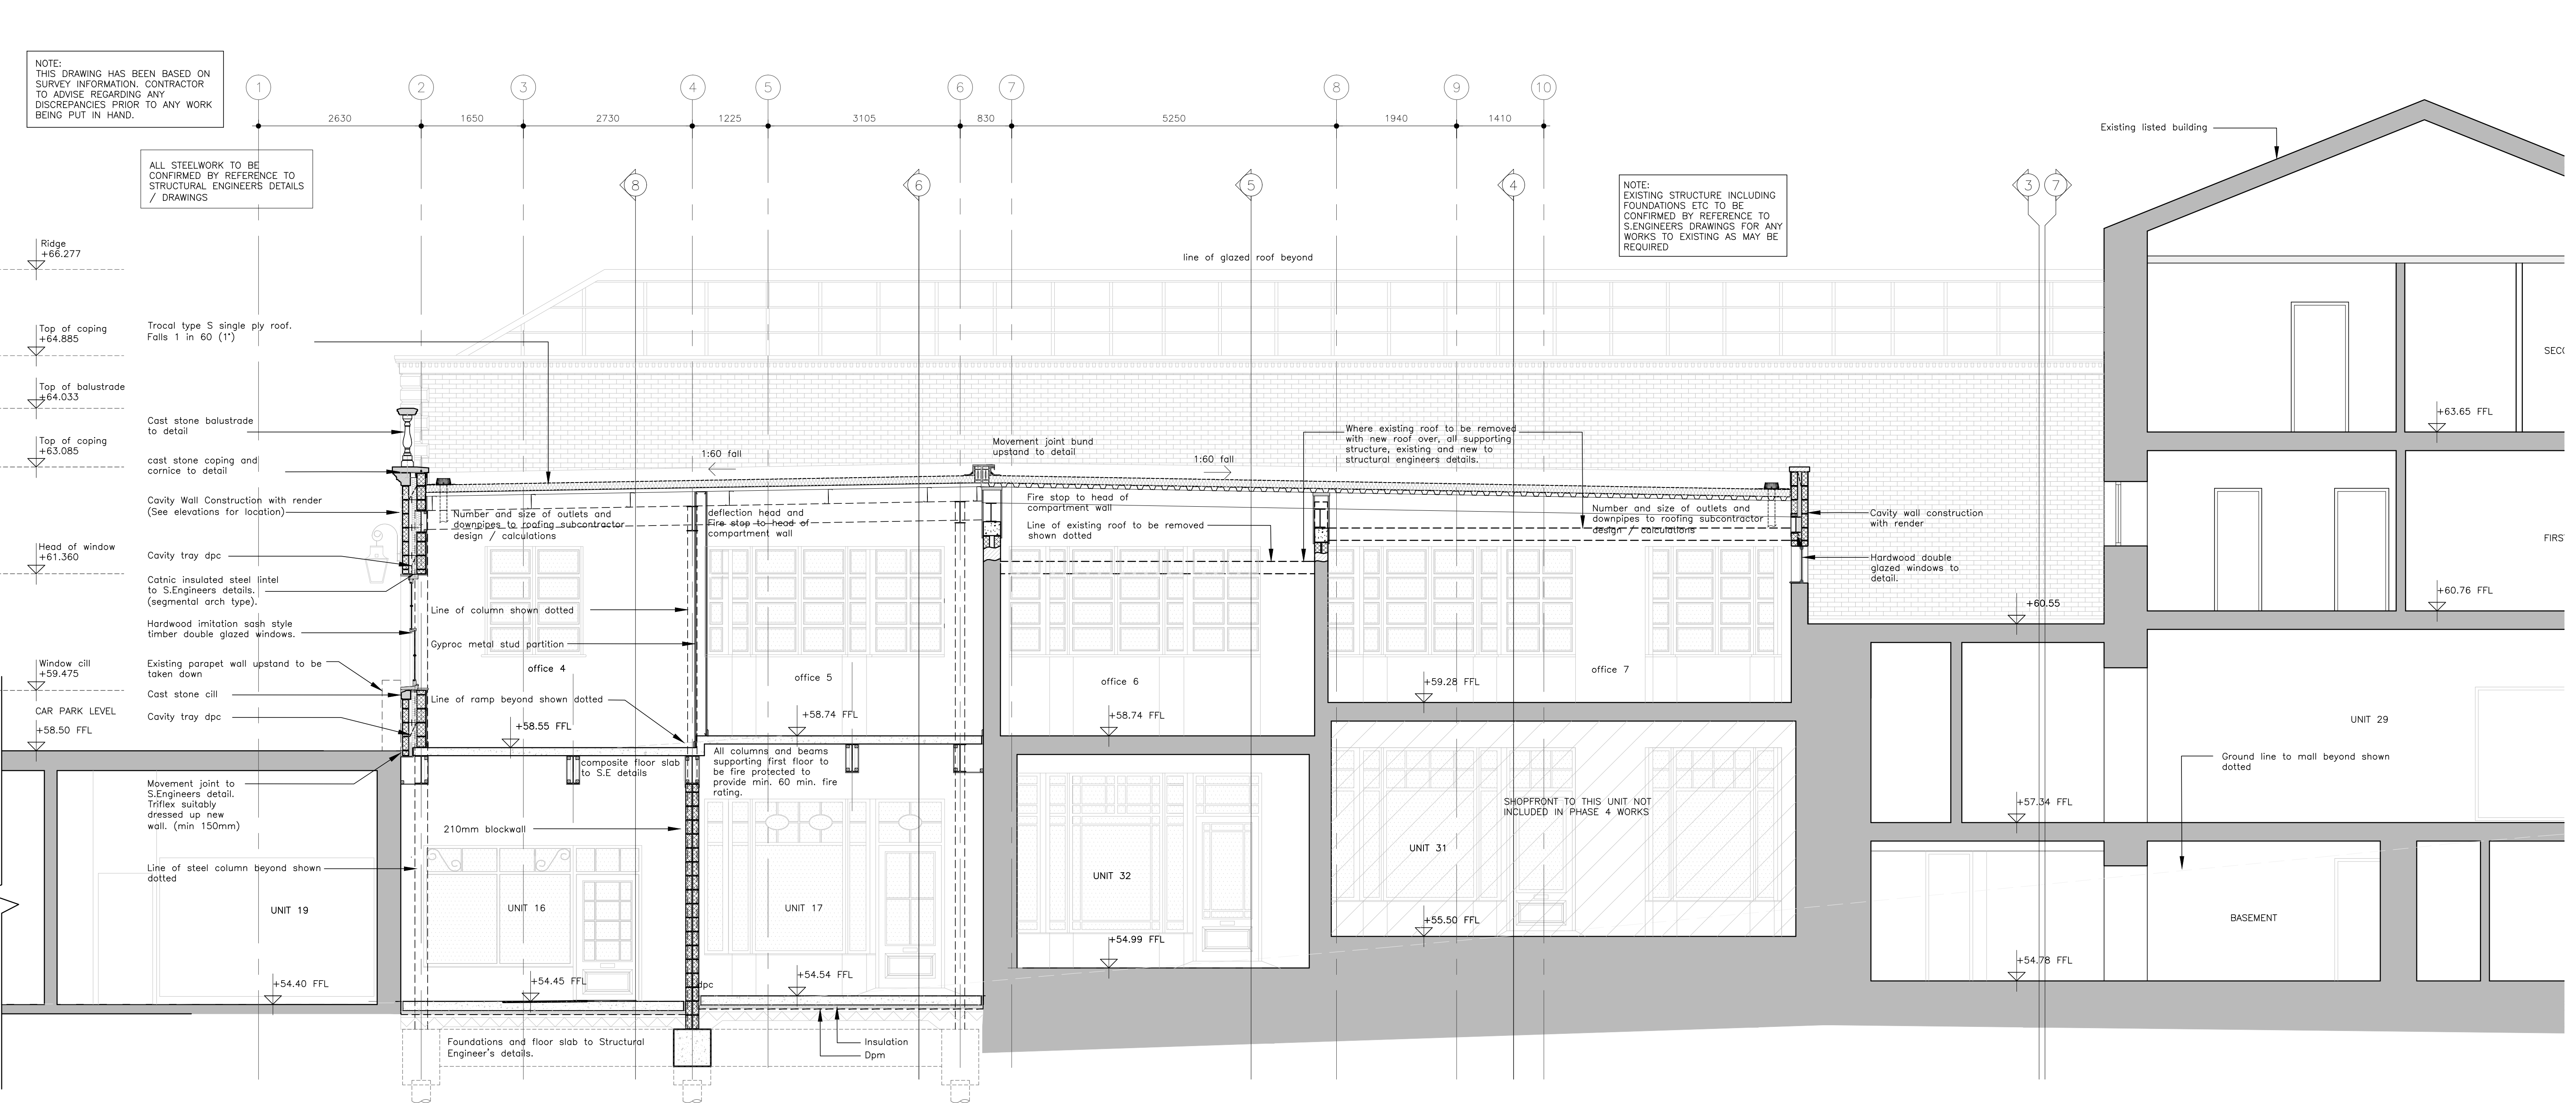 NOTE:
THIS DRAWING HAS BEEN BASED ON
SURVEY INFORMATION. CONTRACTOR
TO ADVISE REGARDING ANY
DISCREPANCIES PRIOR TO ANY WORK
BEING PUT IN HAND.
1
2
3
4
5
6
7
8
9
10
2630
1650
2730
1225
3105
830
5250
1940
1410
ALL STEELWORK TO BE
CONFIRMED BY REFERENCE TO
STRUCTURAL ENGINEERS DETAILS
/ DRAWINGS
8
6
5
4
3
7
NOTE:
EXISTING STRUCTURE INCLUDING
FOUNDATIONS ETC TO BE
CONFIRMED BY REFERENCE TO
S.ENGINEERS DRAWINGS FOR ANY
WORKS TO EXISTING AS MAY BE
REQUIRED
Existing listed building
line of glazed roof beyond
Ridge
+66.277
Top of coping
+64.885
Top of balustrade
+64.033
Top of coping
+63.085
Head of window
+61.360
Window cill
+59.475
CAR PARK LEVEL
+58.50 FFL
Trocal type S single ply roof.
Falls 1 in 60 (1°)
Cast stone balustrade
to detail
cast stone coping and
cornice to detail
Cavity Wall Construction with render
(See elevations for location)
Cavity tray dpc
Catnic insulated steel lintel
to S.Engineers details.
(segmental arch type).
Hardwood imitation sash style
timber double glazed windows.
Existing parapet wall upstand to be
taken down
Cast stone cill
Cavity tray dpc
Movement joint to
S.Engineers detail.
Triflex suitably
dressed up new
wall. (min 150mm)
Line of steel column beyond shown
dotted
1:60 fall
Movement joint bund
upstand to detail
1:60 fall
Where existing roof to be removed
with new roof over, all supporting
structure, existing and new to
structural engineers details.
Number and size of outlets and
downpipes to roofing subcontractor
design / calculations
deflection head and
Fire stop to head of
compartment wall
Fire stop to head of
compartment wall
Line of existing roof to be removed
shown dotted
Number and size of outlets and
downpipes to roofing subcontractor
design / calculations
Cavity wall construction
with render
Hardwood double
glazed windows to
detail.
Line of column shown dotted
Gyproc metal stud partition
office 4
Line of ramp beyond shown dotted
+58.55 FFL
office 5
+58.74 FFL
office 6
+58.74 FFL
office 7
+59.28 FFL
+60.55
+63.65 FFL
+60.76 FFL
SECO
FIRS
composite floor slab
to S.E details
All columns and beams
supporting first floor to
be fire protected to
provide min. 60 min. fire
rating.
210mm blockwall
SHOPFRONT TO THIS UNIT NOT
INCLUDED IN PHASE 4 WORKS
UNIT 31
+55.50 FFL
UNIT 32
+54.99 FFL
UNIT 17
+54.54 FFL
UNIT 16
+54.45 FFL
UNIT 19
+54.40 FFL
dpc
UNIT 29
Ground line to mall beyond shown
dotted
+57.34 FFL
BASEMENT
+54.78 FFL
Foundations and floor slab to Structural
Engineer's details.
Insulation
Dpm